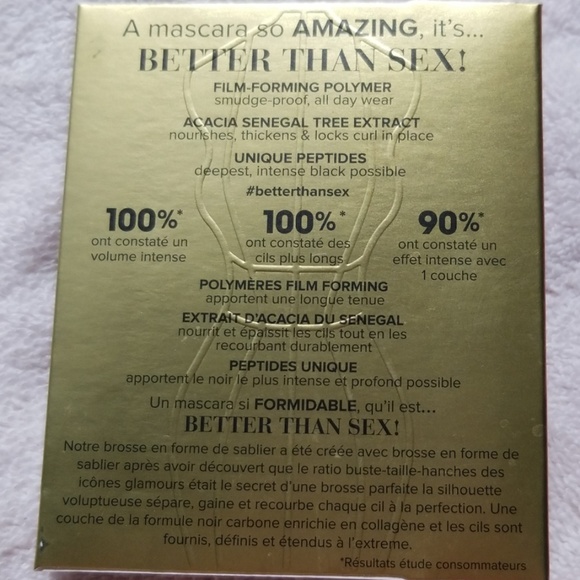 A mascara so AMAZING, it's...
BETTER THAN SEX!
FILM-FORMING POLYMER
smudge-proof, all day wear
ACACIA SENEGAL TREE EXTRACT
nourishes, thickens & locks curl in place
UNIQUE PEPTIDES
deepest, intense black possible
#betterthansex
100%*
ont constaté un
volume intense
100%*
ont constaté des
cils plus longs
90%*
ont constaté un
effet intense avec
1 couche
POLYMÈRES FILM FORMING
apportent une longue tenue
EXTRAIT D'ACACIA DU SENEGAL
nourrit et épaissit les cils tout en les
recourbant durablement
PEPTIDES UNIQUE
apportent le noir le plus intense et profond possible
Un mascara si FORMIDABLE, qu'il est...
BETTER THAN SEX!
Notre brosse en forme de sablier a été créée avec brosse en forme de
sablier après avoir découvert que le ratio buste-taille-hanches des
icônes glamours était le secret d'une brosse parfaite la silhouette
voluptueuse sépare, gaine et recourbe chaque cil à la perfection. Une
couche de la formule noir carbone enrichie en collagène et les cils sont
fournis, définis et étendus à l'extreme.
*Résultats étude consommateurs